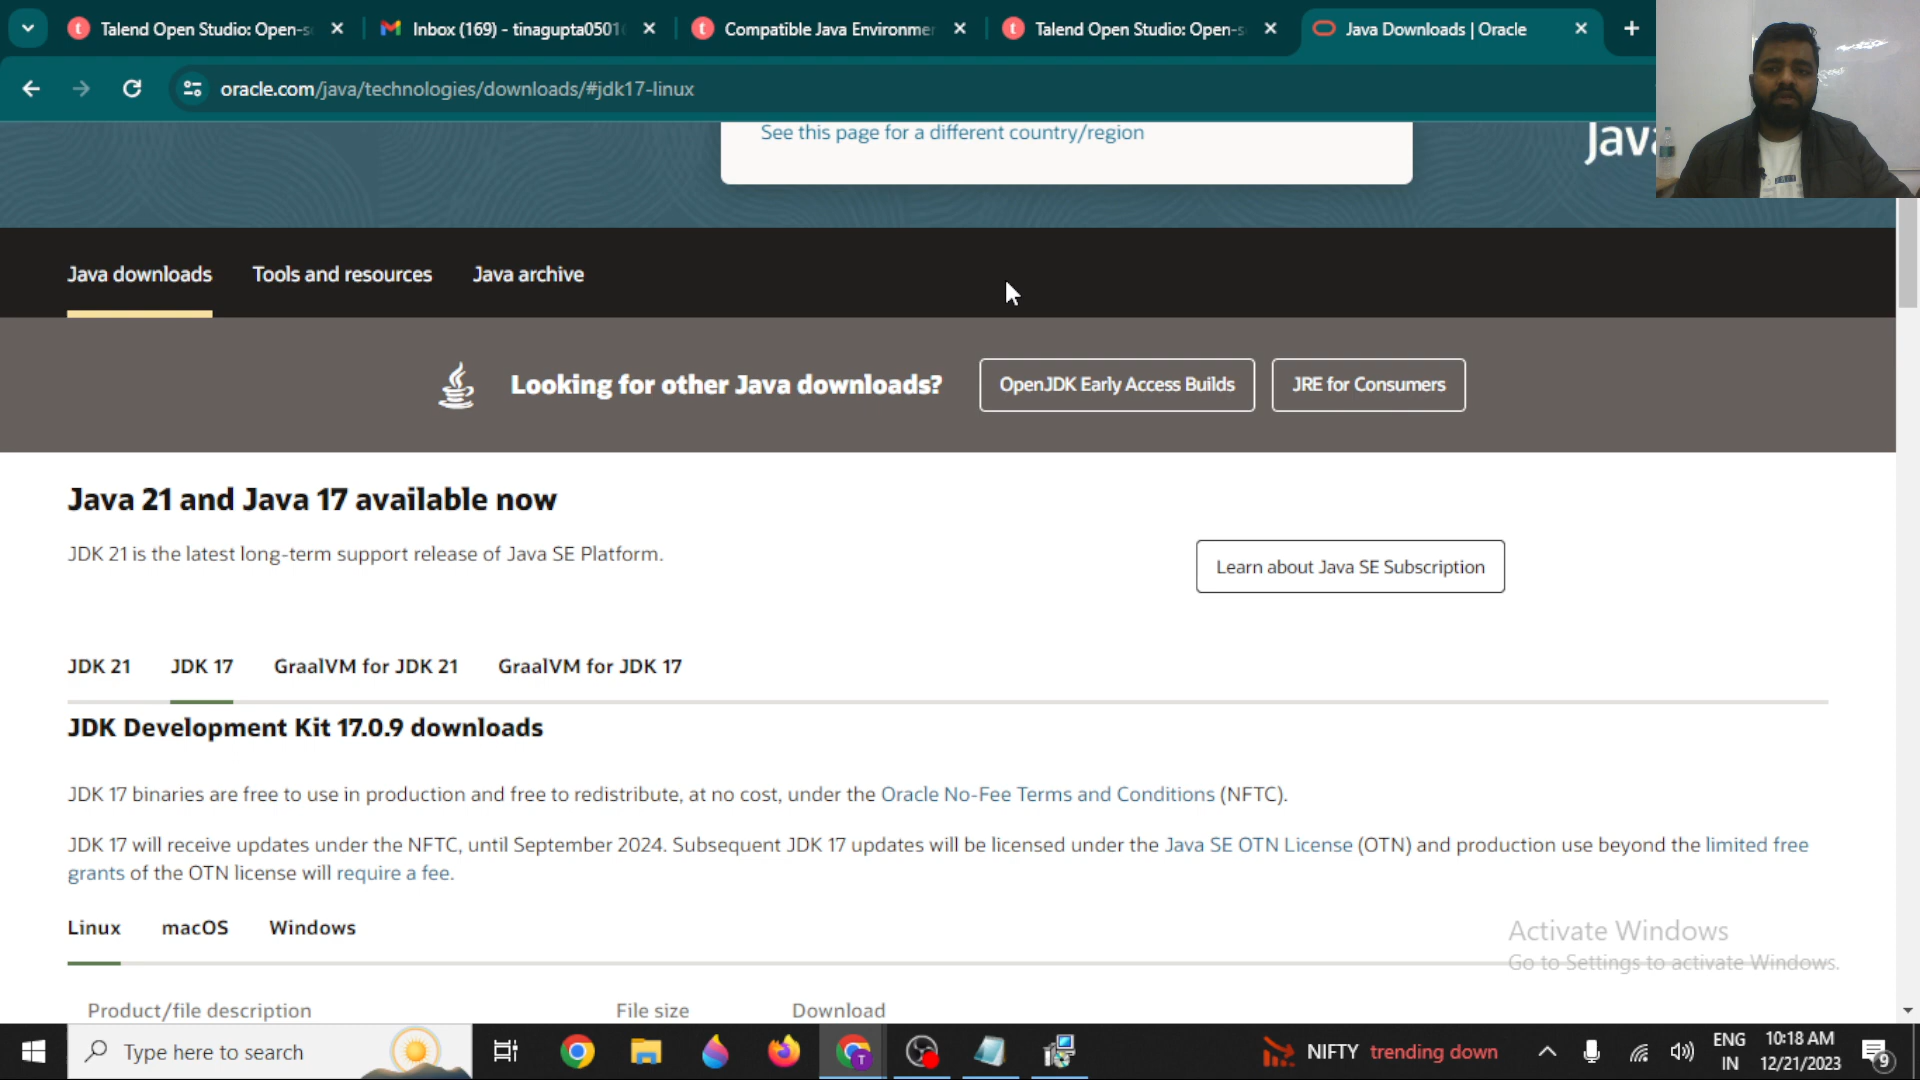 Talend Open Studio: Open-s
Inbox (169) - tinagupta0501
Compatible Java Environme
Talend Open Studio: Open-s
Java Downloads | Oracle
oracle.com/java/technologies/downloads/#jdk17-linux
See this page for a different country/region
Java
Java downloads
Tools and resources
Java archive
Looking for other Java downloads?
OpenJDK Early Access Builds
JRE for Consumers
Java 21 and Java 17 available now
JDK 21 is the latest long-term support release of Java SE Platform.
Learn about Java SE Subscription
JDK 21
JDK 17
GraalVM for JDK 21
GraalVM for JDK 17
JDK Development Kit 17.0.9 downloads
JDK 17 binaries are free to use in production and free to redistribute, at no cost, under the Oracle No-Fee Terms and Conditions (NFTC).
JDK 17 will receive updates under the NFTC, until September 2024. Subsequent JDK 17 updates will be licensed under the Java SE OTN License (OTN) and production use beyond the limited free
grants of the OTN license will require a fee.
Linux
macOS
Windows
Activate Windows
Go to Settings to activate Windows.
Product/file description
File size
Download
Type here to search
NIFTY trending down
ENG
IN
10:18 AM
12/21/2023
9